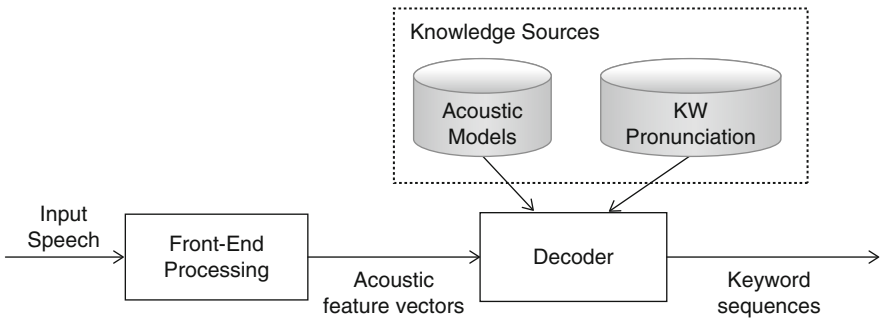 Knowledge Sources
Acoustic
Models
KW
Pronunciation
Input
Speech
Front-End
Processing
Acoustic
feature vectors
Decoder
Keyword
sequences